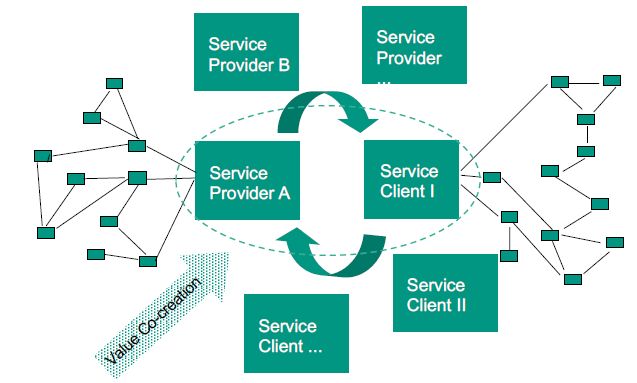 Service
Provider B
Service
Provider
...
Service
Provider A
Service
Client I
Service
Client II
Service
Client ...
Value Co-creation